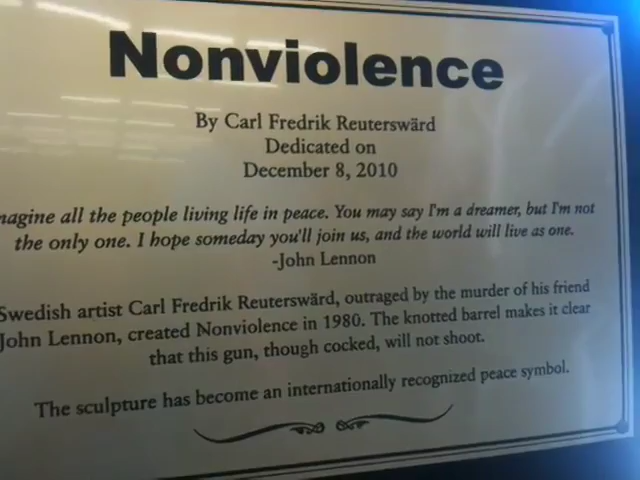 Nonviolence
By Carl Fredrik Reuterswärd
Dedicated on
December 8, 2010
magine all the people living life in peace. You may say I'm a dreamer, but I'm not
the only one. I hope someday you'll join us, and the world will live as one.
-John Lennon
Swedish artist Carl Fredrik Reuterswärd, outraged by the murder of his friend
John Lennon, created Nonviolence in 1980. The knotted barrel makes it clear
that this gun, though cocked, will not shoot.
The sculpture has become an internationally recognized peace symbol.